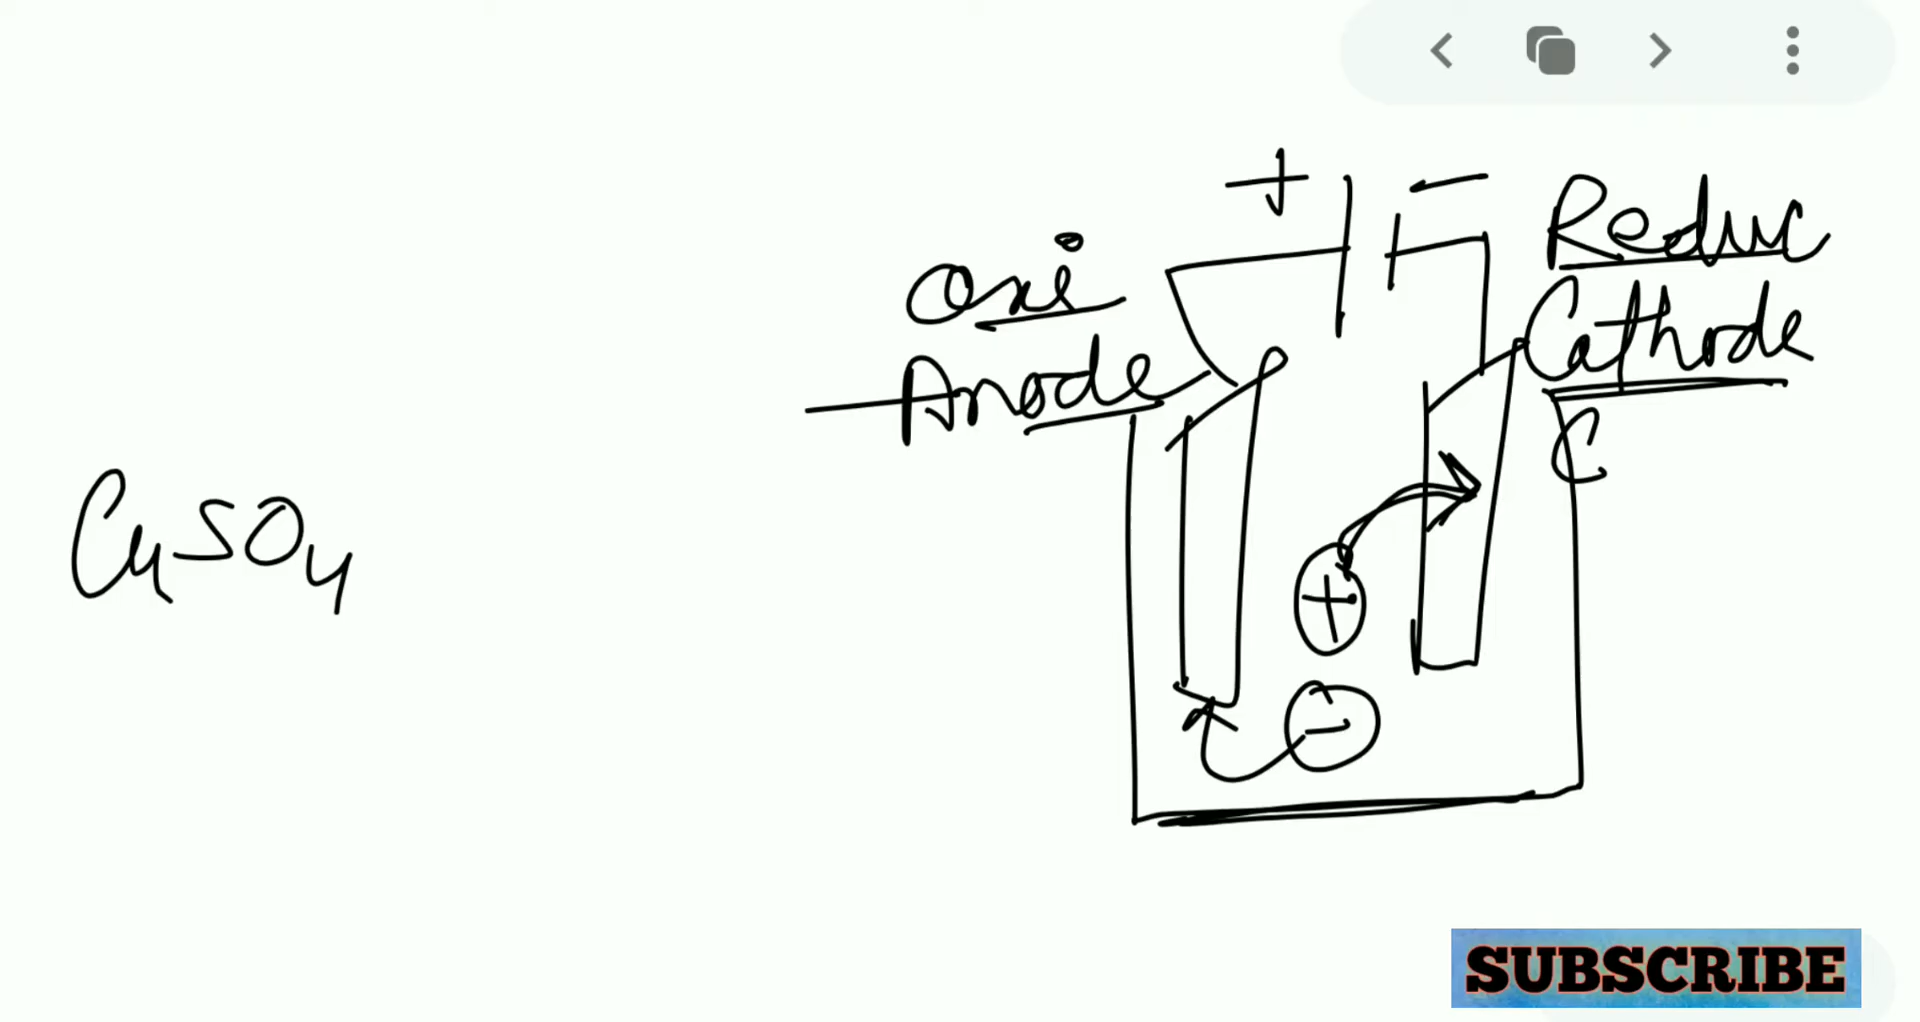 + −
Oxi
Reduc
Anode
Cathode
C
CuSO4
+
−
SUBSCRIBE